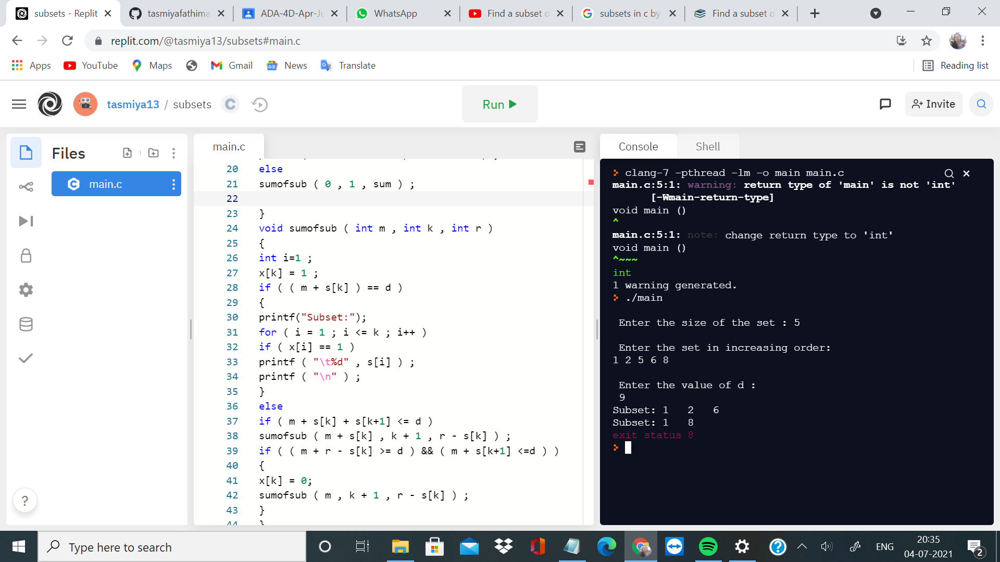 subsets - Replit
tasmiyafathima
ADA-4D-Apr-Ju
WhatsApp
Find a subset o
subsets in c by
Find a subset o
replit.com/@tasmiya13/subsets#main.c
Apps
YouTube
Maps
Gmail
News
Translate
Reading list
tasmiya13 / subsets
C
Run
Invite
Files
main.c
main.c
20 else
21 sumofsub ( 0 , 1 , sum ) ;
22
23 }
24 void sumofsub ( int m , int k , int r )
25 {
26 int i=1 ;
27 x[k] = 1 ;
28 if ( ( m + s[k] ) == d )
29 {
30 printf("Subset:");
31 for ( i = 1 ; i <= k ; i++ )
32 if ( x[i] == 1 )
33 printf ( "\t%d" , s[i] ) ;
34 printf ( "\n" ) ;
35 }
36 else
37 if ( m + s[k] + s[k+1] <= d )
38 sumofsub ( m + s[k] , k + 1 , r - s[k] ) ;
39 if ( ( m + r - s[k] >= d ) && ( m + s[k+1] <=d ) )
40 {
41 x[k] = 0;
42 sumofsub ( m , k + 1 , r - s[k] ) ;
43 }
44 }
Console
Shell
clang-7 -pthread -lm -o main main.c
main.c:5:1: warning: return type of 'main' is not 'int'
[-Wmain-return-type]
void main ()
^
main.c:5:1: note: change return type to 'int'
void main ()
^~~~
int
1 warning generated.
./main
Enter the size of the set : 5
Enter the set in increasing order:
1 2 5 6 8
Enter the value of d :
9
Subset: 1 2 6
Subset: 1 8
exit status 8
?
Type here to search
ENG
20:35
04-07-2021
2